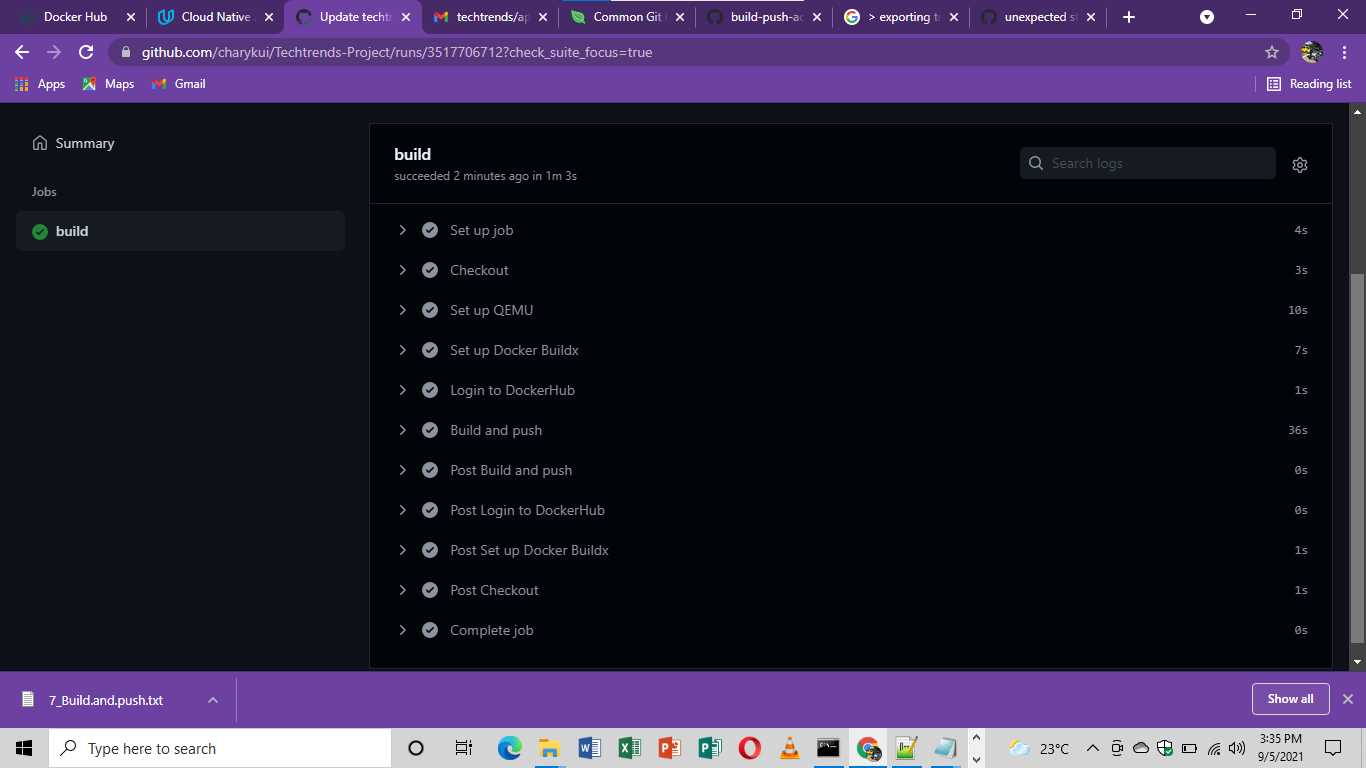 Docker Hub
Cloud Native
Update techtr
techtrends/ap
Common Git
build-push-ac
> exporting to
unexpected st
github.com/charykui/Techtrends-Project/runs/3517706712?check_suite_focus=true
Apps
Maps
Gmail
Reading list
Summary
Jobs
build
build
succeeded 2 minutes ago in 1m 3s
Search logs
Set up job 4s
Checkout 3s
Set up QEMU 10s
Set up Docker Buildx 7s
Login to DockerHub 1s
Build and push 36s
Post Build and push 0s
Post Login to DockerHub 0s
Post Set up Docker Buildx 1s
Post Checkout 1s
Complete job 0s
7_Build.and.push.txt
Show all
Type here to search
23°C
3:35 PM
9/5/2021